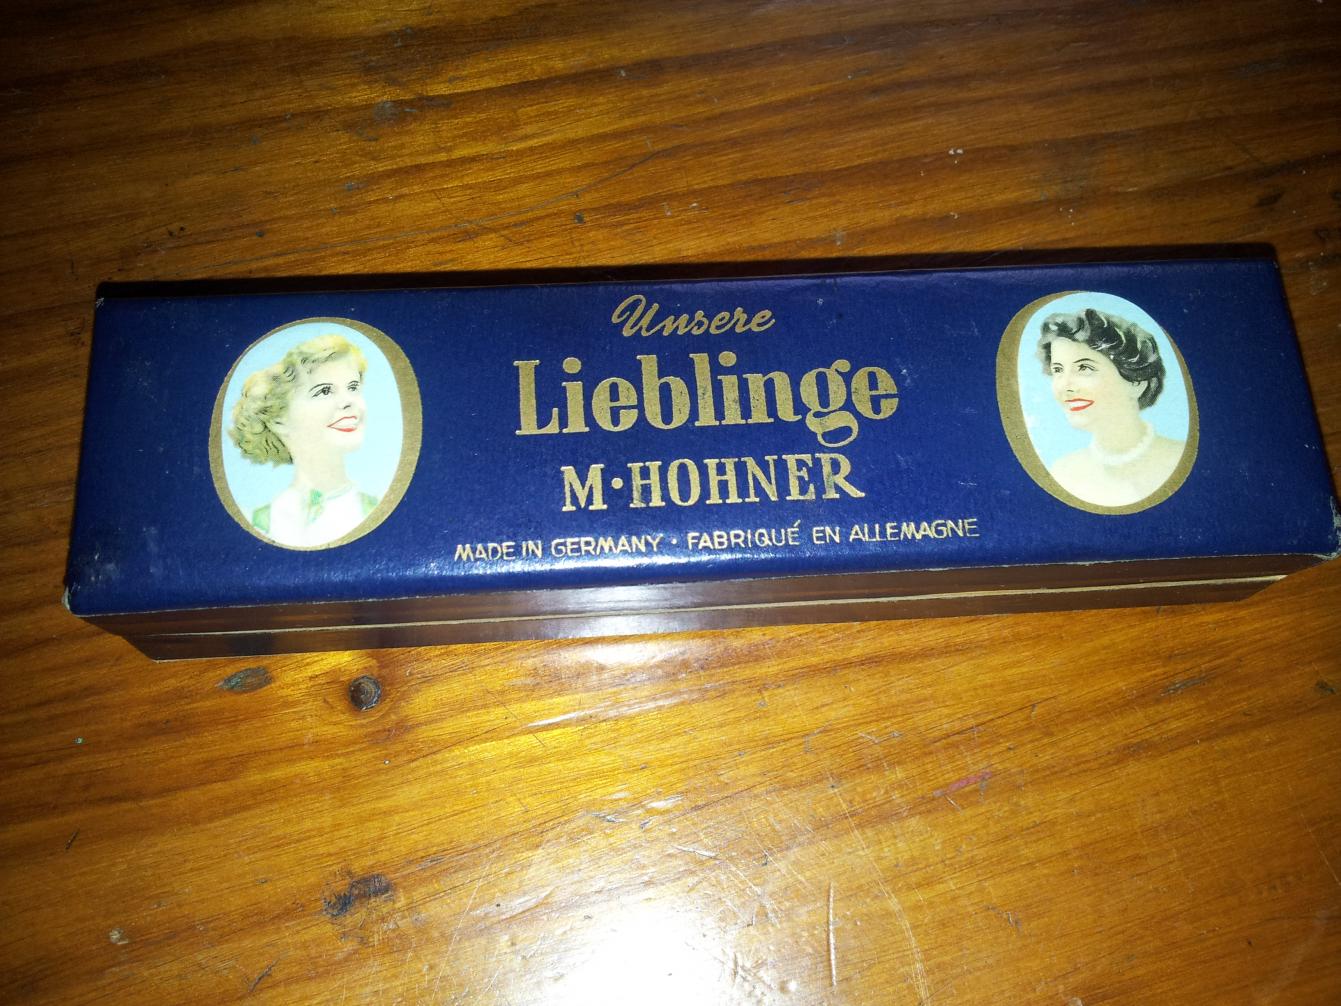 Unsere
Lieblinge
M·HOHNER
MADE IN GERMANY · FABRIQUÉ EN ALLEMAGNE